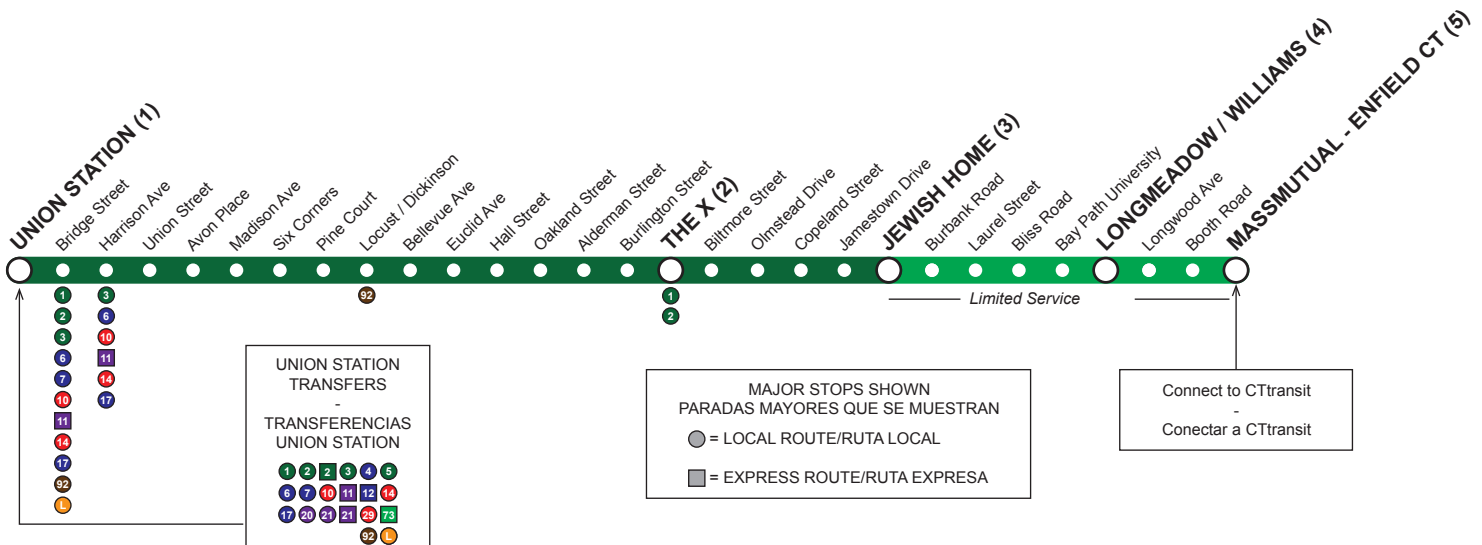 UNION STATION (1)
Bridge Street
Harrison Ave
Union Street
Avon Place
Madison Ave
Six Corners
Pine Court
Locust / Dickinson
Bellevue Ave
Euclid Ave
Hall Street
Oakland Street
Alderman Street
Burlington Street
THE X (2)
Biltmore Street
Olmstead Drive
Copeland Street
Jamestown Drive
JEWISH HOME (3)
Burbank Road
Laurel Street
Bliss Road
Bay Path University
LONGMEADOW / WILLIAMS (4)
Longwood Ave
Booth Road
MASSMUTUAL - ENFIELD CT (5)
Limited Service
1
2
3
6
7
10
11
14
17
92
L
3
6
10
11
14
17
92
1
2
UNION STATION
TRANSFERS
-
TRANSFERENCIAS
UNION STATION
1 2 2 3 4 5
6 7 10 11 12 14
17 20 21 21 29 73
92 L
MAJOR STOPS SHOWN
PARADAS MAYORES QUE SE MUESTRAN
= LOCAL ROUTE/RUTA LOCAL
= EXPRESS ROUTE/RUTA EXPRESA
Connect to CTtransit
-
Conectar a CTtransit